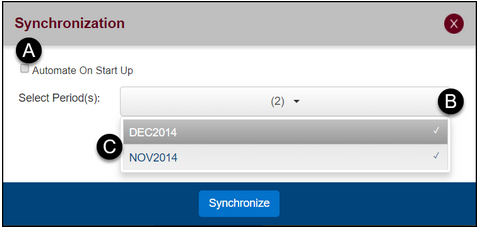 Synchronization
X
A
Automate On Start Up
Select Period(s):
(2)
B
DEC2014 ✓
C
NOV2014 ✓
Synchronize